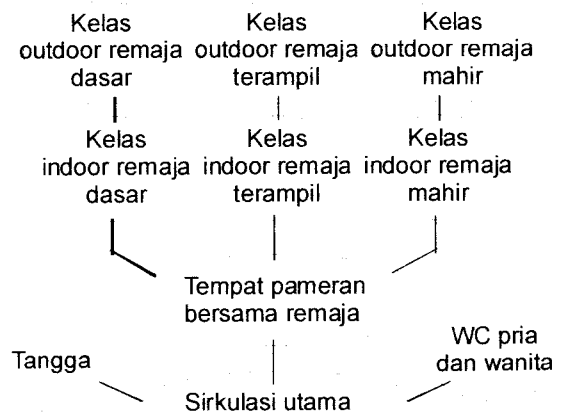 Kelas
outdoor remaja
dasar
Kelas
outdoor remaja
terampil
Kelas
outdoor remaja
mahir
Kelas
indoor remaja
dasar
Kelas
indoor remaja
terampil
Kelas
indoor remaja
mahir
Tempat pameran
bersama remaja
Tangga
WC pria
dan wanita
Sirkulasi utama